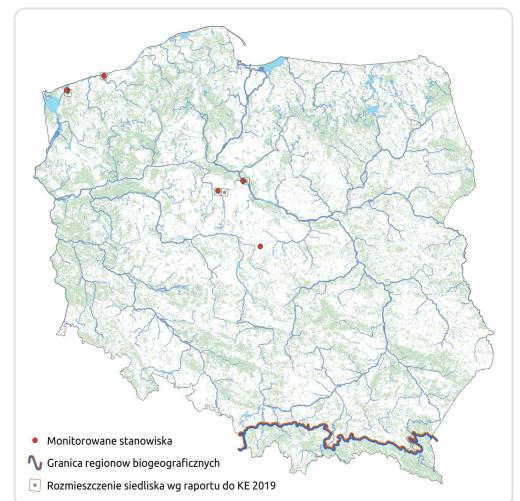 Monitorowane stanowiska
Granica regionow biogeograficznych
Rozmieszczenie siedliska wg raportu do KE 2019